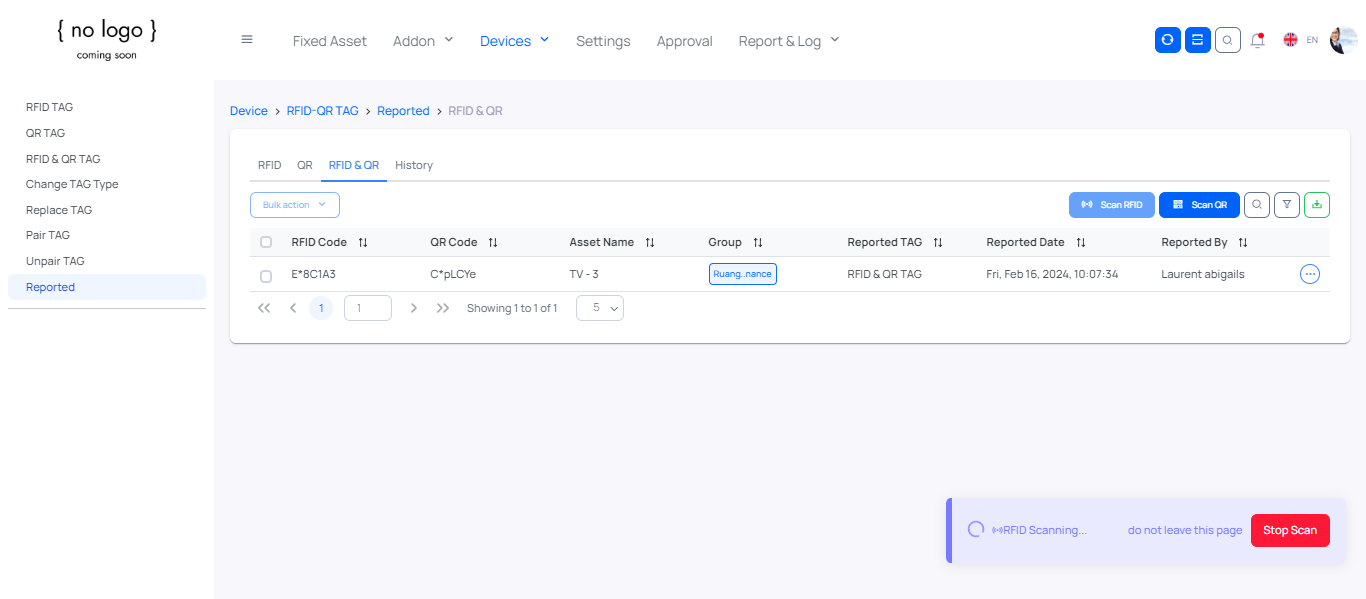 { no logo }
coming soon
Fixed Asset Addon Devices Settings Approval Report & Log EN
RFID TAG
QR TAG
RFID & QR TAG
Change TAG Type
Replace TAG
Pair TAG
Unpair TAG
Reported
Device > RFID-QR TAG > Reported > RFID & QR
RFID QR RFID & QR History
Bulk action Scan RFID Scan QR
RFID Code QR Code Asset Name Group Reported TAG Reported Date Reported By
E*8C1A3 C*pLCYe TV - 3 Ruang..nance RFID & QR TAG Fri, Feb 16, 2024, 10:07:34 Laurent abigails
1 1 Showing 1 to 1 of 1 5
RFID Scanning... do not leave this page Stop Scan